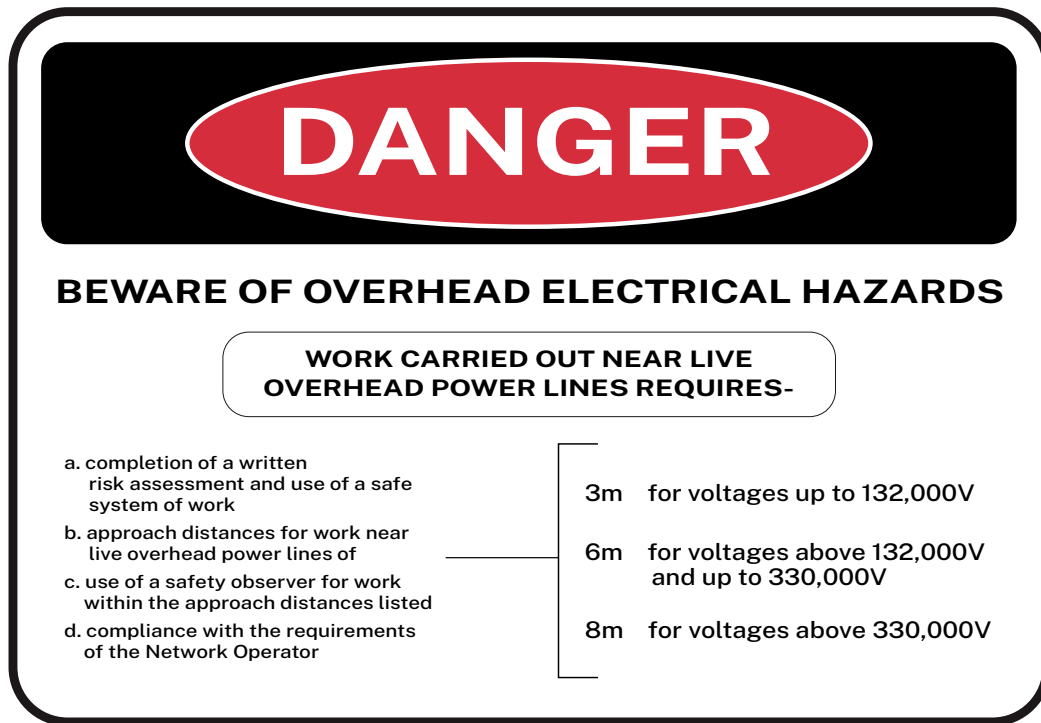 DANGER
BEWARE OF OVERHEAD ELECTRICAL HAZARDS
WORK CARRIED OUT NEAR LIVE
OVERHEAD POWER LINES REQUIRES-
a. completion of a written
risk assessment and use of a safe
system of work
b. approach distances for work near
live overhead power lines of
c. use of a safety observer for work
within the approach distances listed
d. compliance with the requirements
of the Network Operator
3m for voltages up to 132,000V
6m for voltages above 132,000V
and up to 330,000V
8m for voltages above 330,000V